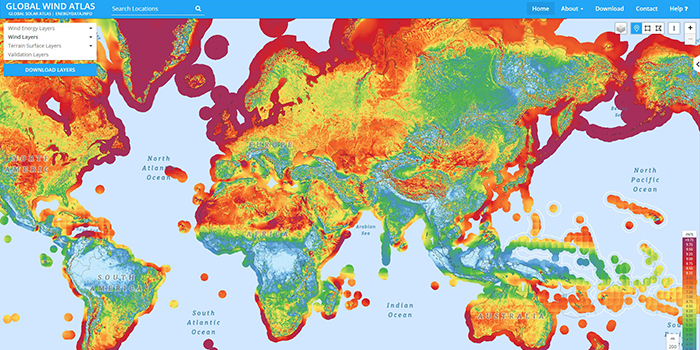 GLOBAL WIND ATLAS
GLOBAL SOLAR ATLAS | ENERGYDATA.INFO
Search Locations
Home
About
Download
Contact
Help ?
Wind Energy Layers
Wind Layers
Terrain Surface Layers
Validation Layers
DOWNLOAD LAYERS
NORTH
AMERICA
North
Atlantic
Ocean
EUROPE
ASIA
North
Pacific
Ocean
AFRICA
Arabian
Sea
SOUTH
AMERICA
South
Atlantic
Ocean
Indian
Ocean
AUSTRALIA
m/s